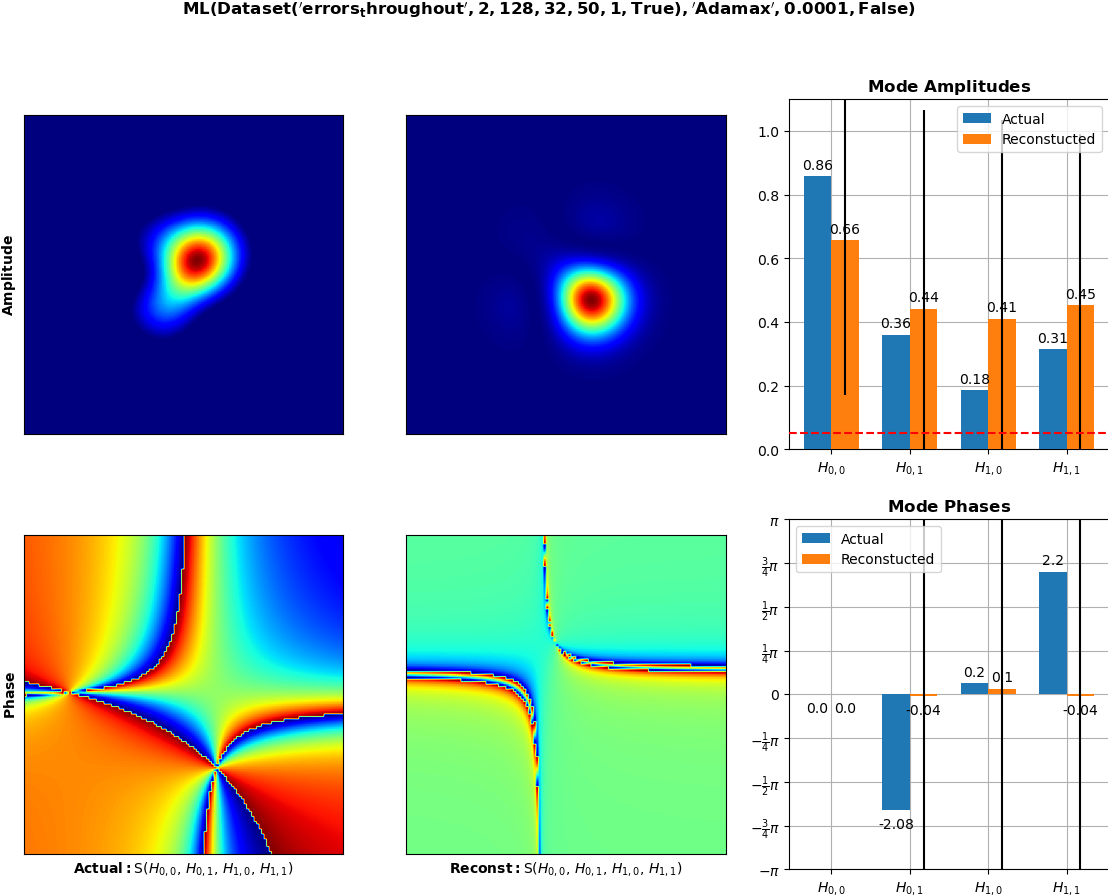 ML(Dataset('errors_throughout', 2, 128, 32, 50, 1, True), 'Adamax', 0.0001, False)
Amplitude
Mode Amplitudes
Actual
Reconstucted
1.0
0.8
0.6
0.4
0.2
0.0
0.86
0.66
0.36
0.44
0.18
0.41
0.31
0.45
H0,0
H0,1
H1,0
H1,1
Phase
Actual: S(H0,0, H0,1, H1,0, H1,1)
Reconst: S(H0,0, H0,1, H1,0, H1,1)
Mode Phases
Actual
Reconstucted
π
3/4π
1/2π
1/4π
0
−1/4π
−1/2π
−3/4π
−π
0.0
0.0
-2.08
-0.04
0.2
0.1
2.2
-0.04
H0,0
H0,1
H1,0
H1,1